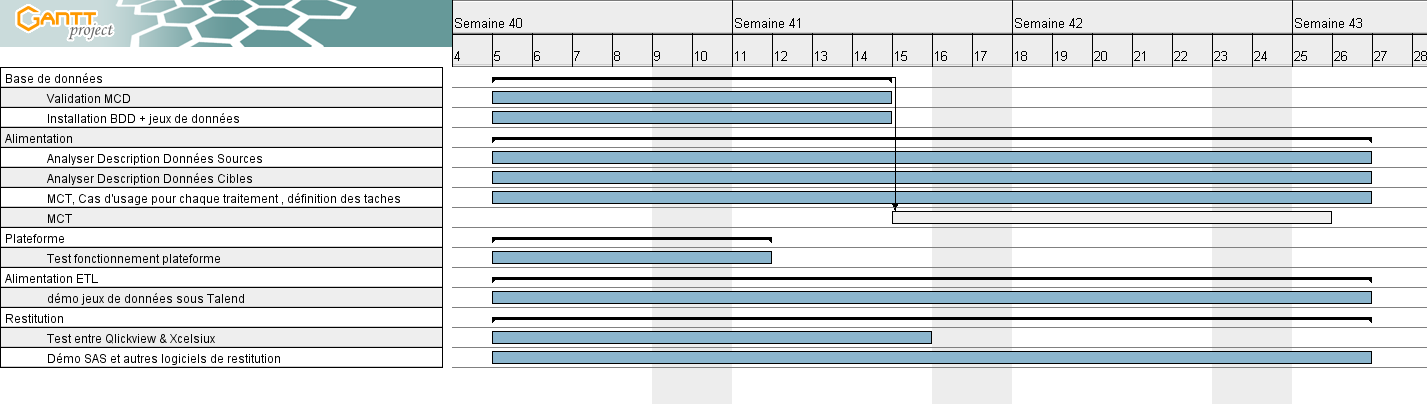 GANTT
project
Semaine 40 Semaine 41 Semaine 42 Semaine 43
4 5 6 7 8 9 10 11 12 13 14 15 16 17 18 19 20 21 22 23 24 25 26 27 28
Base de données
Validation MCD
Installation BDD + jeux de données
Alimentation
Analyser Description Données Sources
Analyser Description Données Cibles
MCT, Cas d'usage pour chaque traitement , définition des taches
MCT
Plateforme
Test fonctionnement plateforme
Alimentation ETL
démo jeux de données sous Talend
Restitution
Test entre Qlickview & Xcelsiux
Démo SAS et autres logiciels de restitution